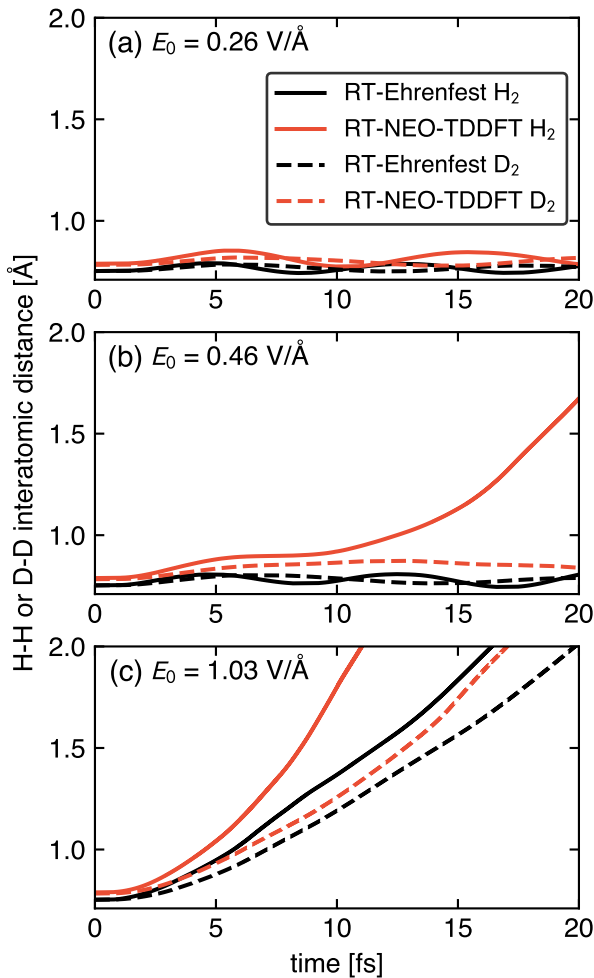 2.0
(a) E₀ = 0.26 V/Å
RT-Ehrenfest H₂
RT-NEO-TDDFT H₂
RT-Ehrenfest D₂
RT-NEO-TDDFT D₂
1.5
1.0
0 5 10 15 20
H-H or D-D interatomic distance [Å]
2.0
(b) E₀ = 0.46 V/Å
1.5
1.0
0 5 10 15 20
2.0
(c) E₀ = 1.03 V/Å
1.5
1.0
0 5 10 15 20
time [fs]